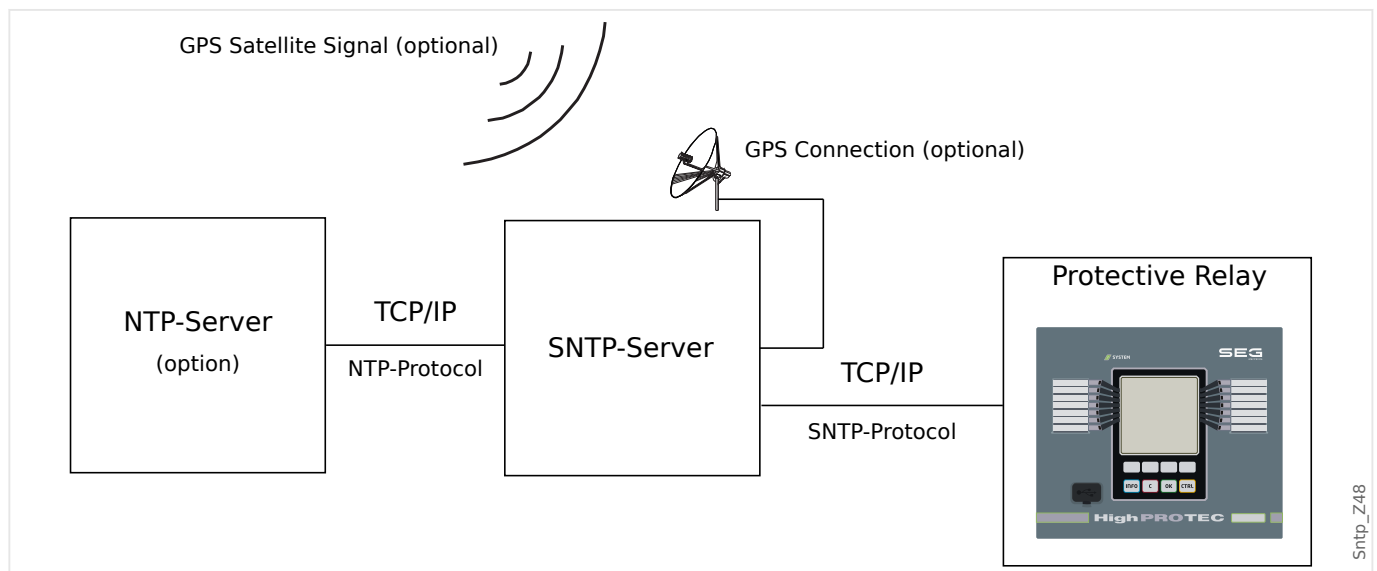 GPS Satellite Signal (optional)
GPS Connection (optional)
NTP-Server
(option)
TCP/IP
NTP-Protocol
SNTP-Server
TCP/IP
SNTP-Protocol
Protective Relay
SYSTEM
SEG
INFO C OK CTRL
HighPROTEC
Sntp_Z48